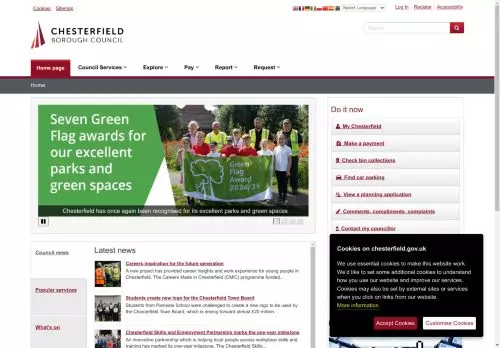 Cookies Sitemap
Select Language
Log In Register Accessibility
CHESTERFIELD
BOROUGH COUNCIL
Search
Home page Council Services Explore Pay Report Request
Home
Seven Green
Flag awards for
our excellent
parks and
green spaces
Green
Flag
Award
2024/25
Chesterfield has once again been recognised for its excellent parks and green spaces
Do it now
My Chesterfield
Make a payment
Check bin collections
Find car parking
View a planning application
Comments, compliments, complaints
Contact my councillor
Council news
Popular services
What's on
Latest news
Careers inspiration for the future generation
A new project has provided career insights and work experience for young people in
Chesterfield. The Careers Made in Chesterfield (CMiC) programme funded...
Students create new logo for the Chesterfield Town Board
Students from Parkside School were challenged to create a new logo to be used by
the Chesterfield Town Board, which is driving forward almost £20 million...
Chesterfield Skills and Employment Partnership marks the one-year milestone
An innovative partnership which is helping local people access workplace skills and
training has marked its one-year milestone. The Chesterfield Skills...
Cookies on chesterfield.gov.uk
We use essential cookies to make this website work.
We'd like to set some additional cookies to understand
how you use our website and improve our services.
Cookies may also be set by external sites or services
when you click on links from our website.
More information
Accept Cookies Customise Cookies